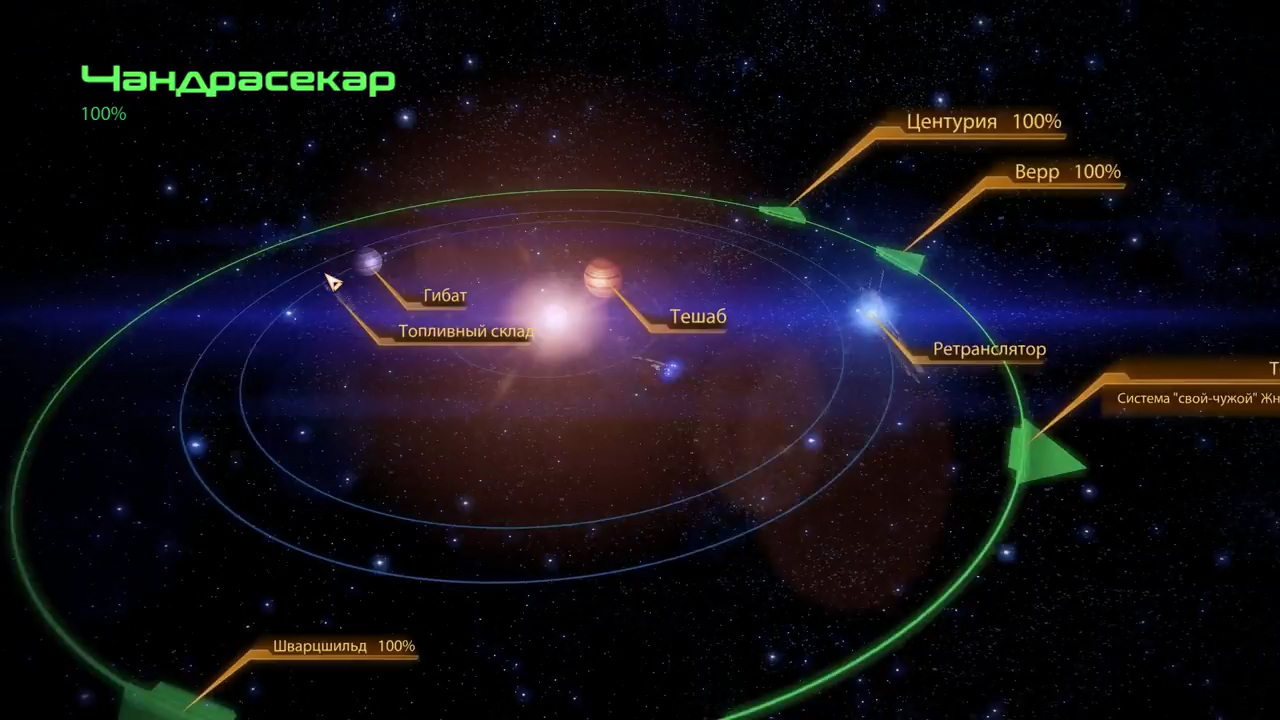 Чандрасекар
100%
Центурия 100%
Верр 100%
Гибат
Тешаб
Топливный склад
Ретранслятор
Система "свой-чужой"
Шварцшильд 100%